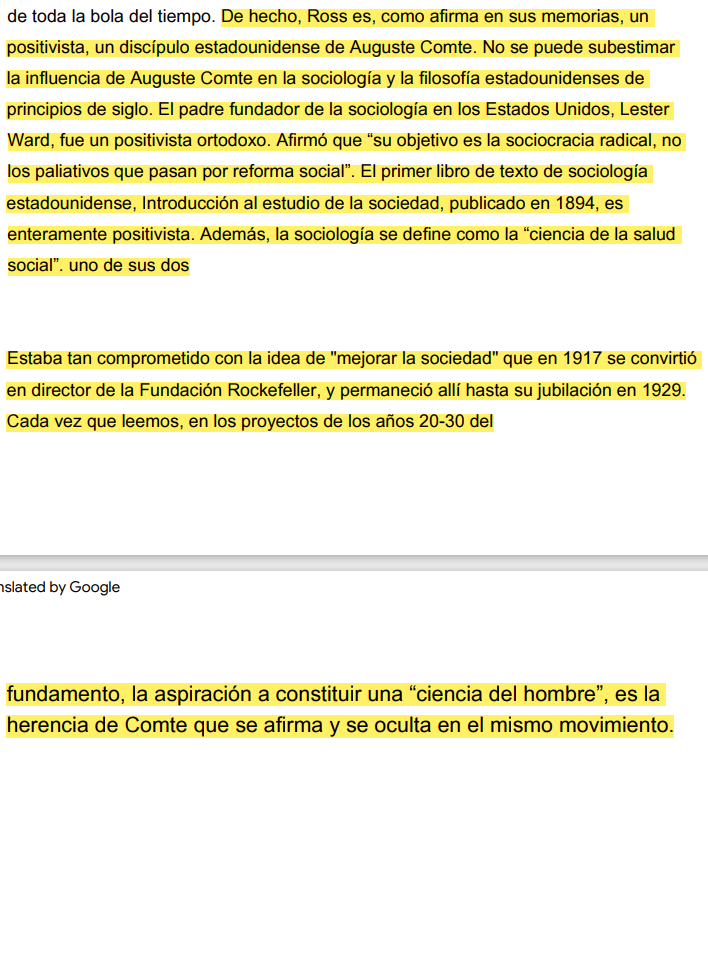 de toda la bola del tiempo. De hecho, Ross es, como afirma en sus memorias, un
positivista, un discípulo estadounidense de Auguste Comte. No se puede subestimar
la influencia de Auguste Comte en la sociología y la filosofía estadounidenses de
principios de siglo. El padre fundador de la sociología en los Estados Unidos, Lester
Ward, fue un positivista ortodoxo. Afirmó que “su objetivo es la sociocracia radical, no
los paliativos que pasan por reforma social”. El primer libro de texto de sociología
estadounidense, Introducción al estudio de la sociedad, publicado en 1894, es
enteramente positivista. Además, la sociología se define como la “ciencia de la salud
social”. uno de sus dos
Estaba tan comprometido con la idea de "mejorar la sociedad" que en 1917 se convirtió
en director de la Fundación Rockefeller, y permaneció allí hasta su jubilación en 1929.
Cada vez que leemos, en los proyectos de los años 20-30 del
nslated by Google
fundamento, la aspiración a constituir una “ciencia del hombre”, es la
herencia de Comte que se afirma y se oculta en el mismo movimiento.